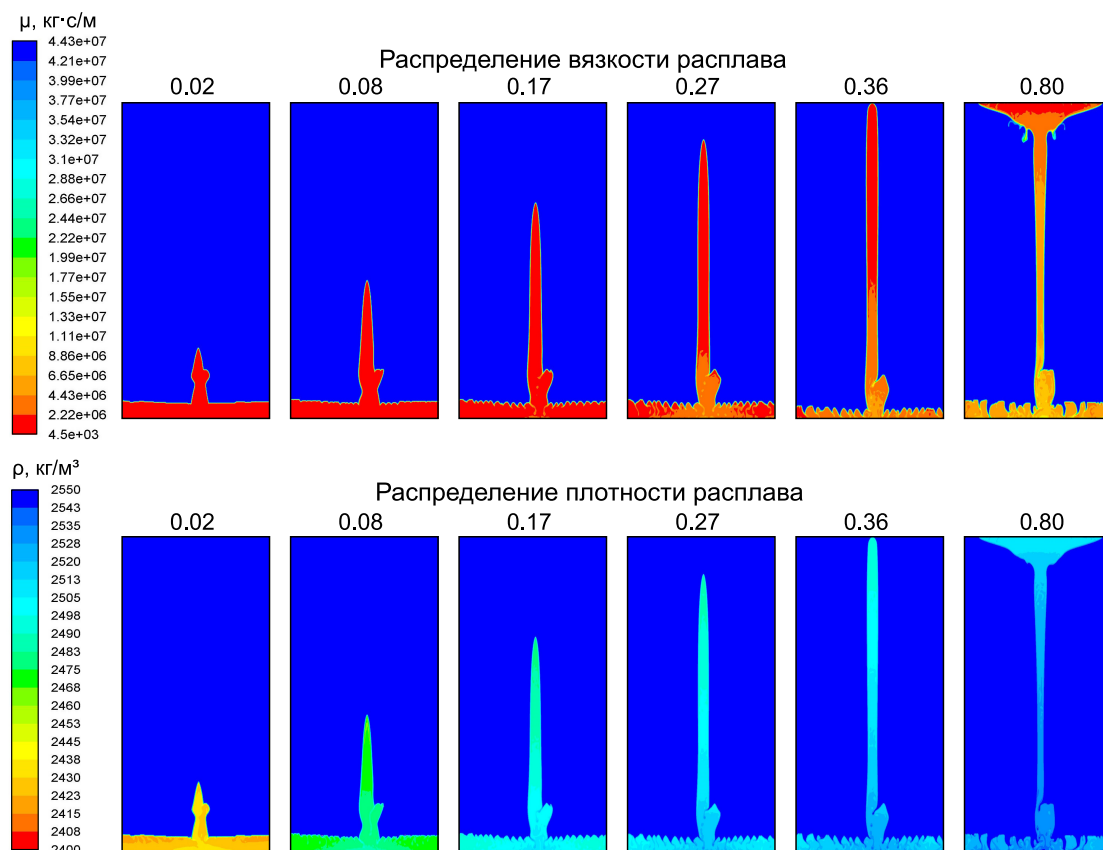 μ, кг·с/м
4.43e+07
4.21e+07
3.99e+07
3.77e+07
3.54e+07
3.32e+07
3.1e+07
2.88e+07
2.66e+07
2.44e+07
2.22e+07
1.99e+07
1.77e+07
1.55e+07
1.33e+07
1.11e+07
8.86e+06
6.65e+06
4.43e+06
2.22e+06
4.5e+03
Распределение вязкости расплава
0.02 0.08 0.17 0.27 0.36 0.80
ρ, кг/м³
2550
2543
2535
2528
2520
2513
2505
2498
2490
2483
2475
2468
2460
2453
2445
2438
2430
2423
2415
2408
2400
Распределение плотности расплава
0.02 0.08 0.17 0.27 0.36 0.80